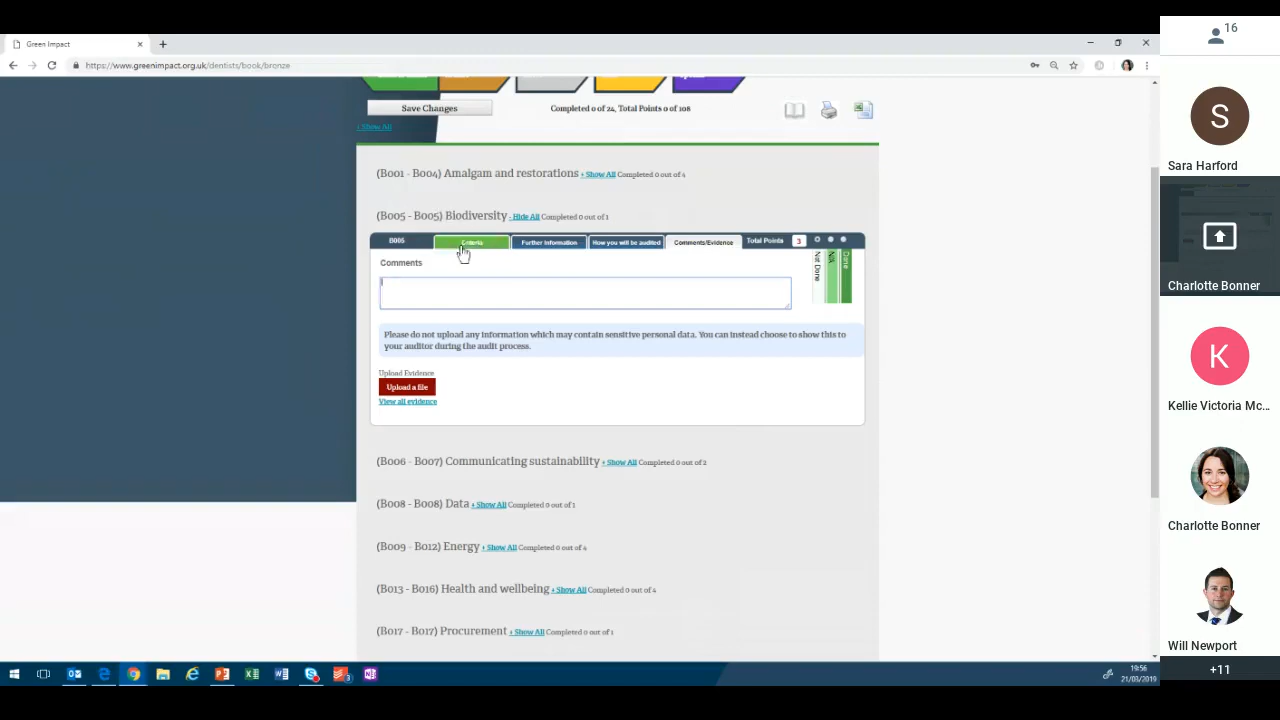 Green Impact
https://www.greenimpact.org.uk/dentists/book/bronze
Save Changes
Completed 0 of 24, Total Points 0 of 108
+ Show All
(B001 - B004) Amalgam and restorations + Show All Completed 0 out of 4
(B005 - B005) Biodiversity - Hide All Completed 0 out of 1
B005 Criteria Further Information How you will be audited Comments/Evidence Total Points 3
Not Done
N/A
Done
Comments
Please do not upload any information which may contain sensitive personal data. You can instead choose to show this to
your auditor during the audit process.
Upload Evidence
Upload a file
View all evidence
(B006 - B007) Communicating sustainability + Show All Completed 0 out of 2
(B008 - B008) Data + Show All Completed 0 out of 1
(B009 - B012) Energy + Show All Completed 0 out of 4
(B013 - B016) Health and wellbeing + Show All Completed 0 out of 4
(B017 - B017) Procurement + Show All Completed 0 out of 1
19:56
21/03/2019
16
S
Sara Harford
Charlotte Bonner
K
Kellie Victoria Mc...
Charlotte Bonner
Will Newport
+11